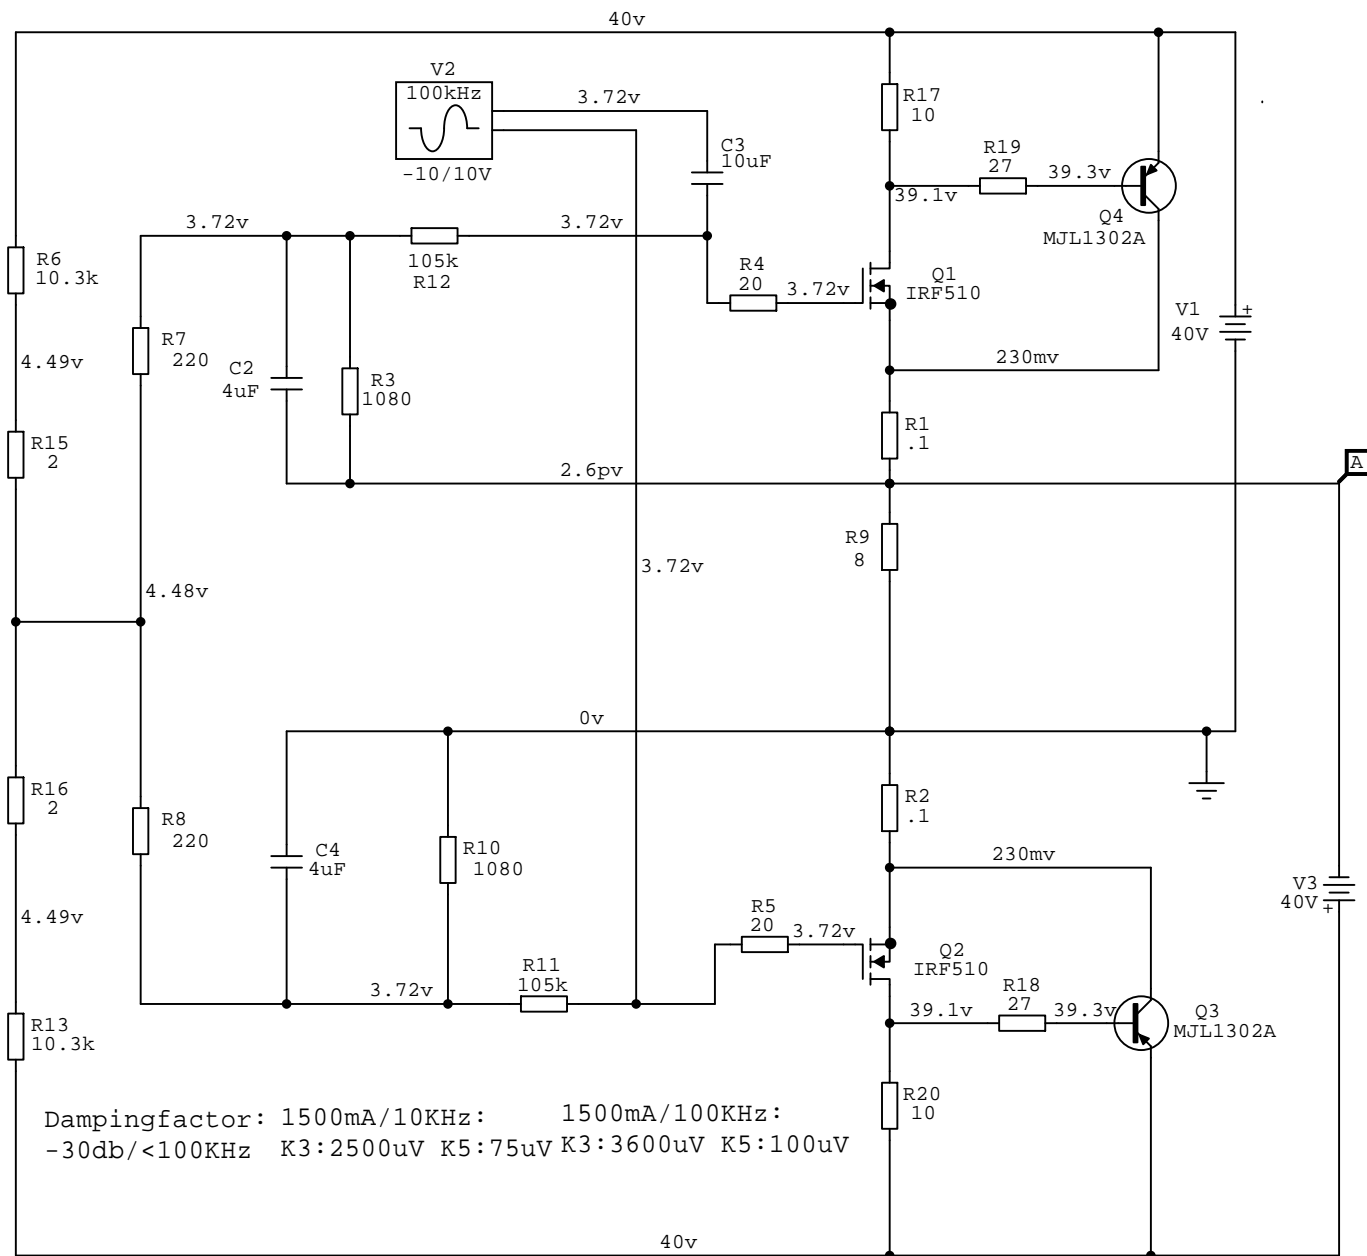 40v
V2
100kHz
-10/10V
3.72v
C3
10uF
R17
10
R19
27
39.3v
39.1v
Q4
MJL1302A
3.72v
3.72v
105k
R12
R6
10.3k
R4
20
3.72v
Q1
IRF510
V1
40V
+
R7
220
4.49v
C2
4uF
R3
1080
230mv
R15
2
R1
.1
2.6pv
A
R9
8
3.72v
4.48v
0v
R16
2
R8
220
R2
.1
C4
4uF
R10
1080
230mv
V3
40V
+
4.49v
R5
20
3.72v
Q2
IRF510
R11
105k
3.72v
R18
27
39.1v
39.3v
Q3
MJL1302A
R13
10.3k
R20
10
Dampingfactor: 1500mA/10KHz: 1500mA/100KHz:
-30db/<100KHz K3:2500uV K5:75uV K3:3600uV K5:100uV
40v